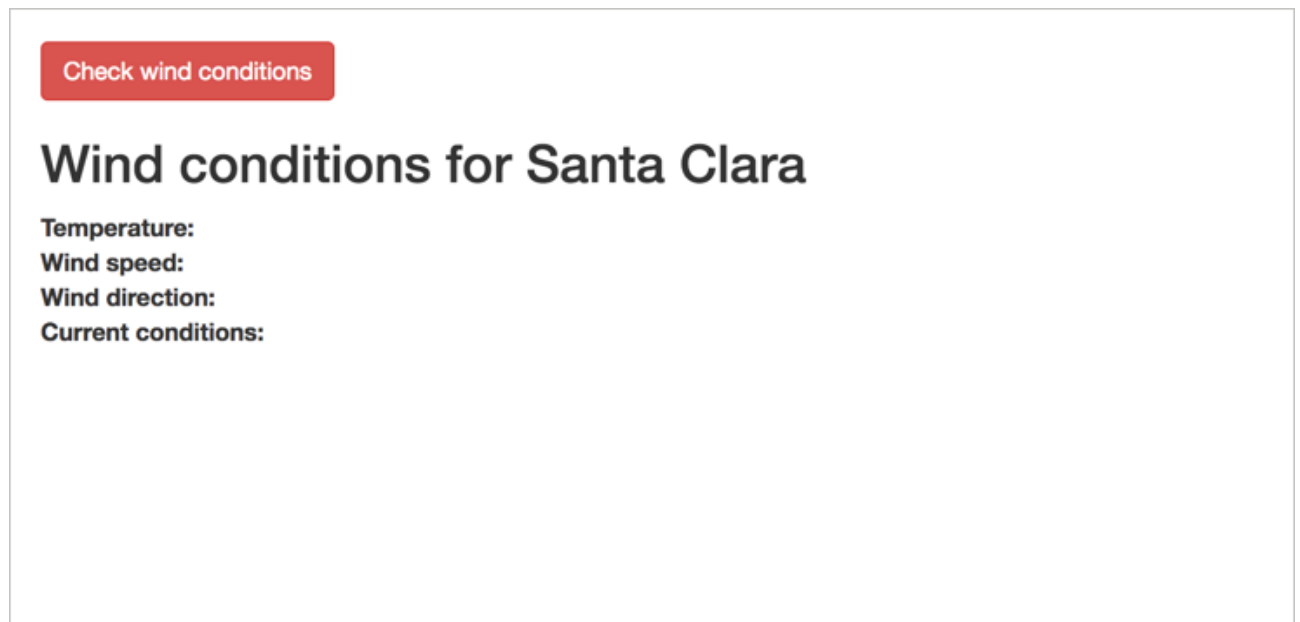 Check wind conditions
Wind conditions for Santa Clara
Temperature:
Wind speed:
Wind direction:
Current conditions: